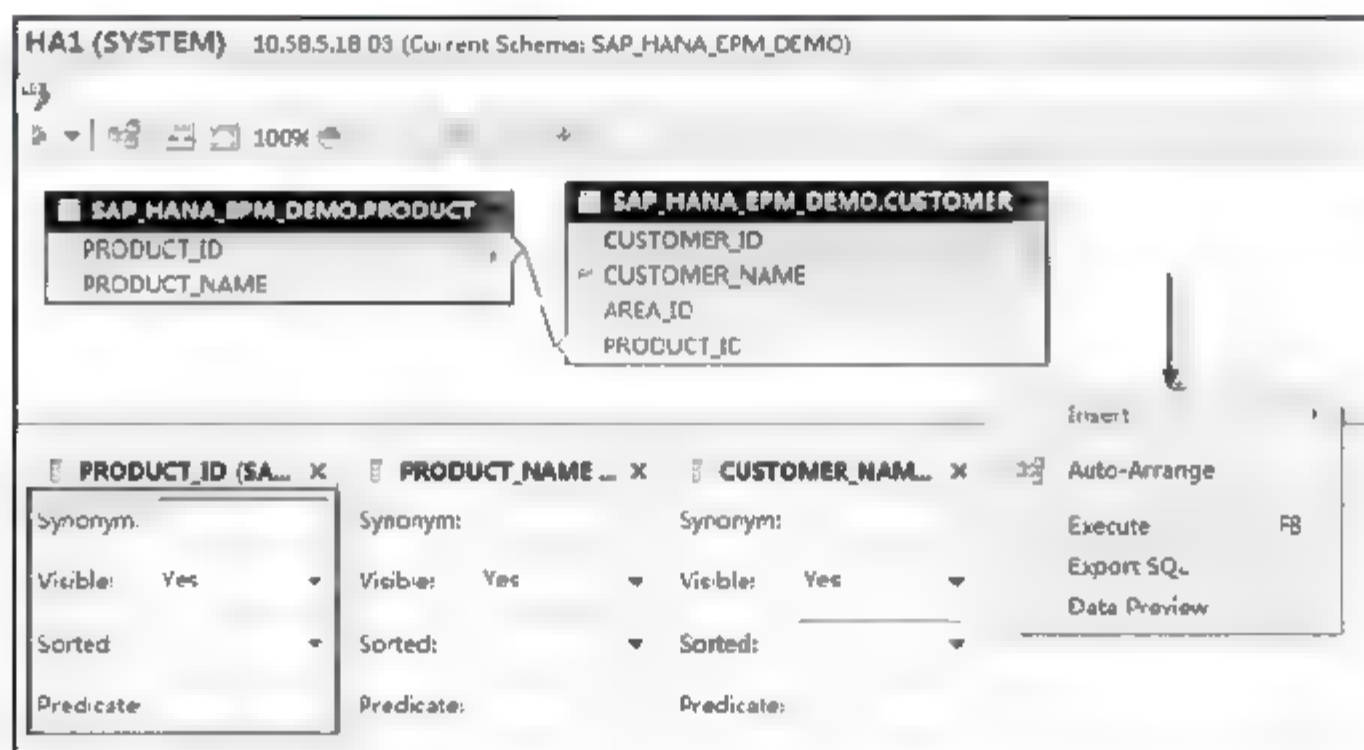 HA1 (SYSTEM) 10.58.5.18 03 (Current Schema: SAP_HANA_EPM_DEMO)
100%
SAP_HANA_EPM_DEMO.PRODUCT
PRODUCT_ID
PRODUCT_NAME
SAP_HANA_EPM_DEMO.CUSTOMER
CUSTOMER_ID
CUSTOMER_NAME
AREA_ID
PRODUCT_ID
Insert
Auto-Arrange
Execute F8
Export SQL
Data Preview
PRODUCT_ID (SA... × PRODUCT_NAME ... × CUSTOMER_NAM... ×
Synonym: Synonym: Synonym:
Visible: Yes Visible: Yes Visible: Yes
Sorted: Sorted: Sorted:
Predicate: Predicate: Predicate: